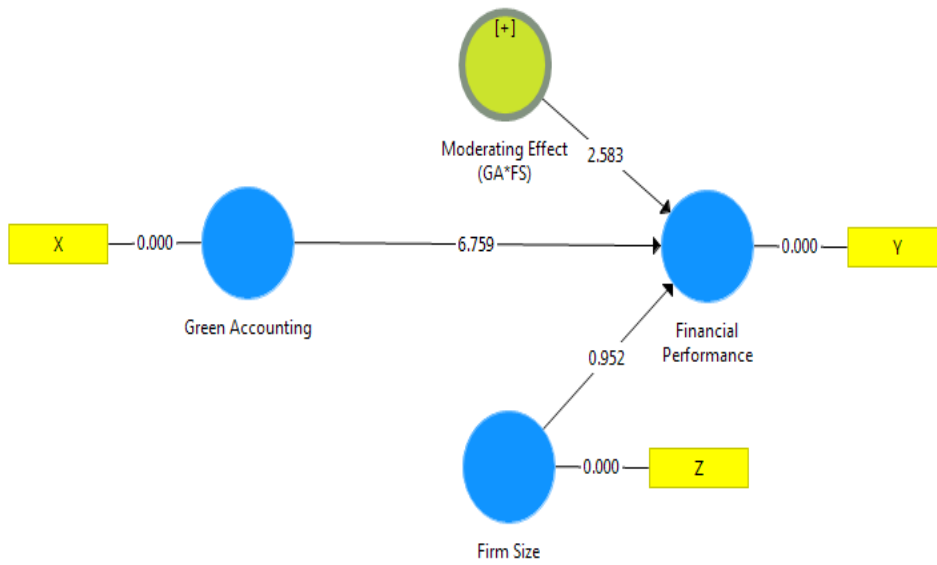 [+]
Moderating Effect
(GA*FS)
2.583
X
0.000
6.759
0.000
Y
Green Accounting
Financial
Performance
0.952
0.000
Z
Firm Size